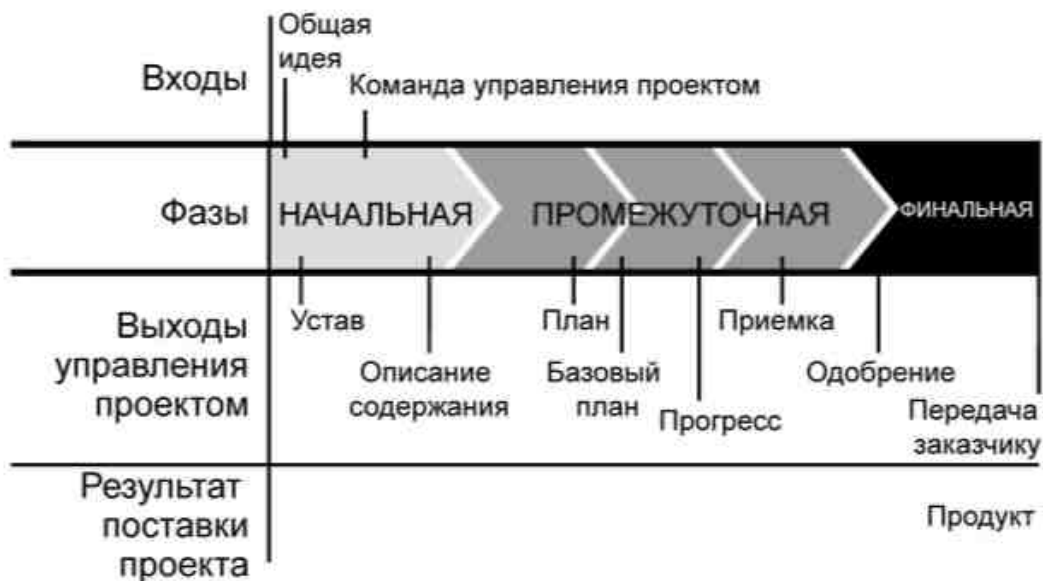 Общая
идея
Входы
Команда управления проектом
Фазы
НАЧАЛЬНАЯ
ПРОМЕЖУТОЧНАЯ
ФИНАЛЬНАЯ
Выходы
управления
проектом
Устав
План
Приемка
Описание
содержания
Базовый
план
Одобрение
Прогресс
Передача
заказчику
Результат
поставки
проекта
Продукт